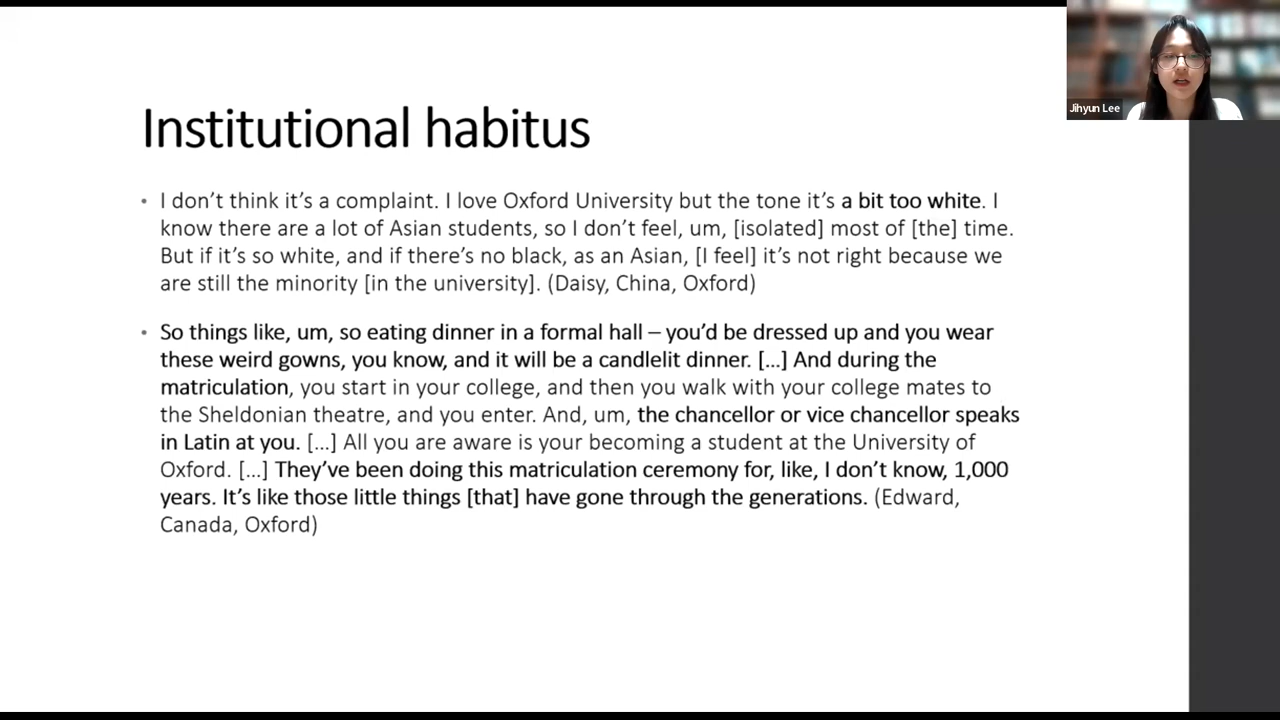 Jihyun Lee
Institutional habitus
• I don't think it's a complaint. I love Oxford University but the tone it's a bit too white. I
know there are a lot of Asian students, so I don't feel, um, [isolated] most of [the] time.
But if it's so white, and if there's no black, as an Asian, [I feel] it's not right because we
are still the minority [in the university]. (Daisy, China, Oxford)
• So things like, um, so eating dinner in a formal hall – you'd be dressed up and you wear
these weird gowns, you know, and it will be a candlelit dinner. [...] And during the
matriculation, you start in your college, and then you walk with your college mates to
the Sheldonian theatre, and you enter. And, um, the chancellor or vice chancellor speaks
in Latin at you. [...] All you are aware is your becoming a student at the University of
Oxford. [...] They've been doing this matriculation ceremony for, like, I don't know, 1,000
years. It's like those little things [that] have gone through the generations. (Edward,
Canada, Oxford)